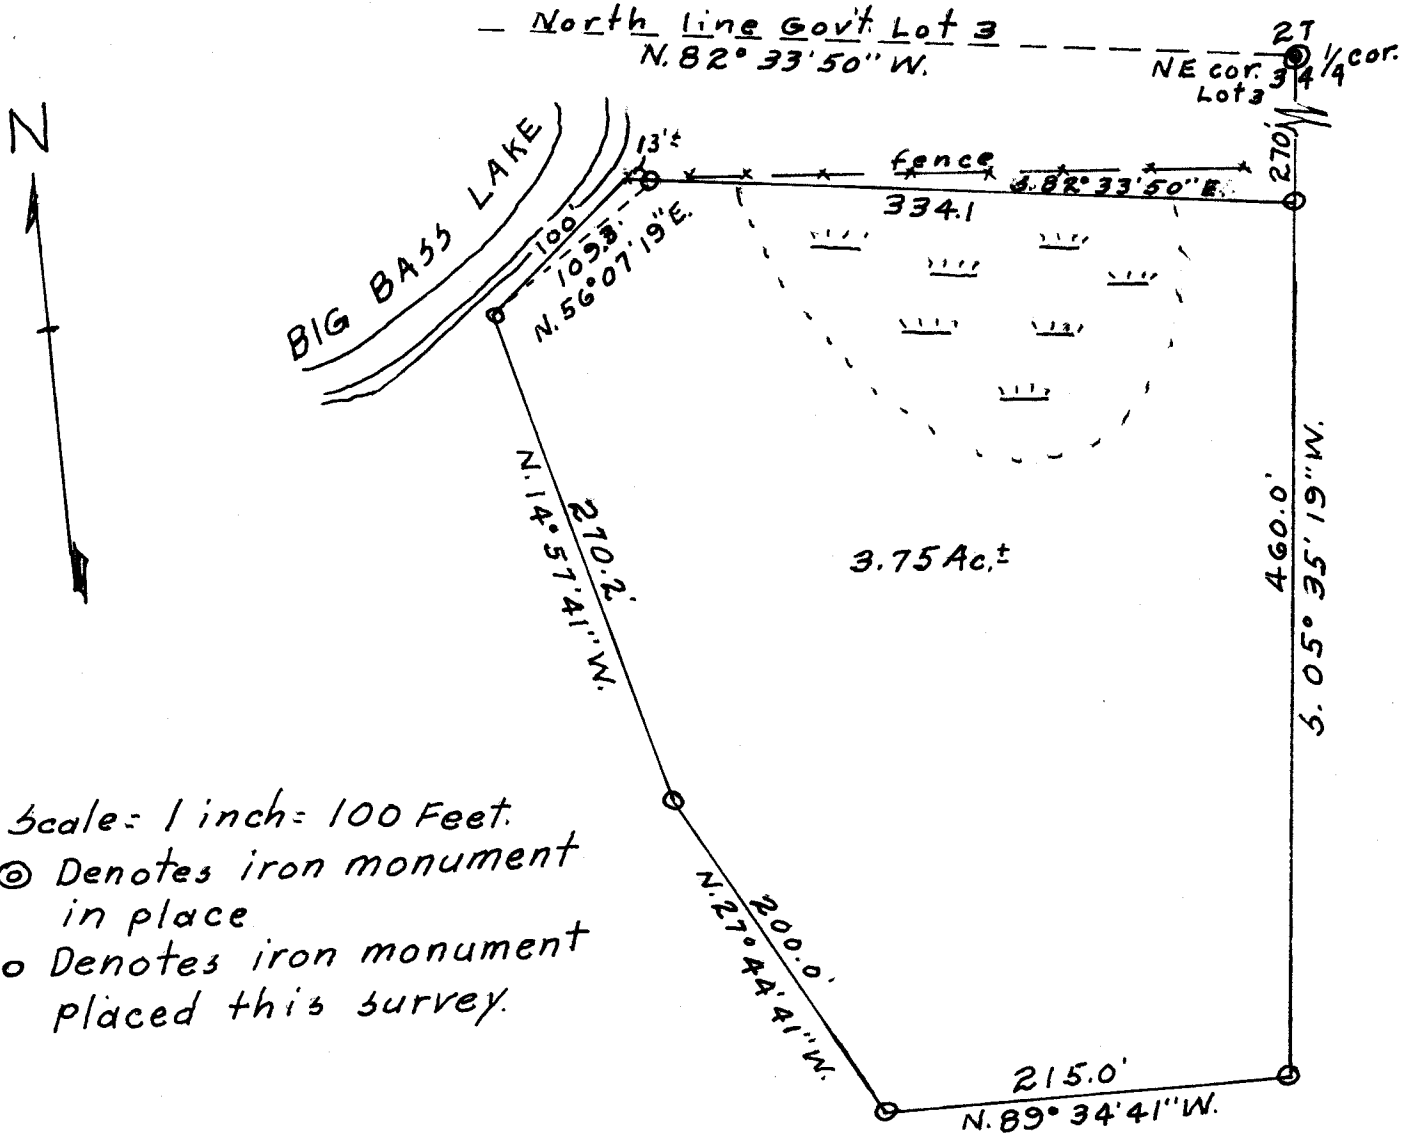 North line Gov't. Lot 3
N. 82° 33' 50" W.
2T
1/4 cor.
3 4
NE cor.
Lot 3
270'
N
BIG BASS LAKE
13'±
fence
S. 82° 33' 50" E.
334.1
100'
109.8'
N. 56° 07' 19" E.
N. 14° 57' 41" W.
270.2'
3.75 Ac.±
460.0'
S. 05° 35' 19" W.
Scale = 1 inch = 100 Feet.
Denotes iron monument
in place
Denotes iron monument
placed this survey.
200.0'
N. 27° 44' 41" W.
215.0'
N. 89° 34' 41" W.